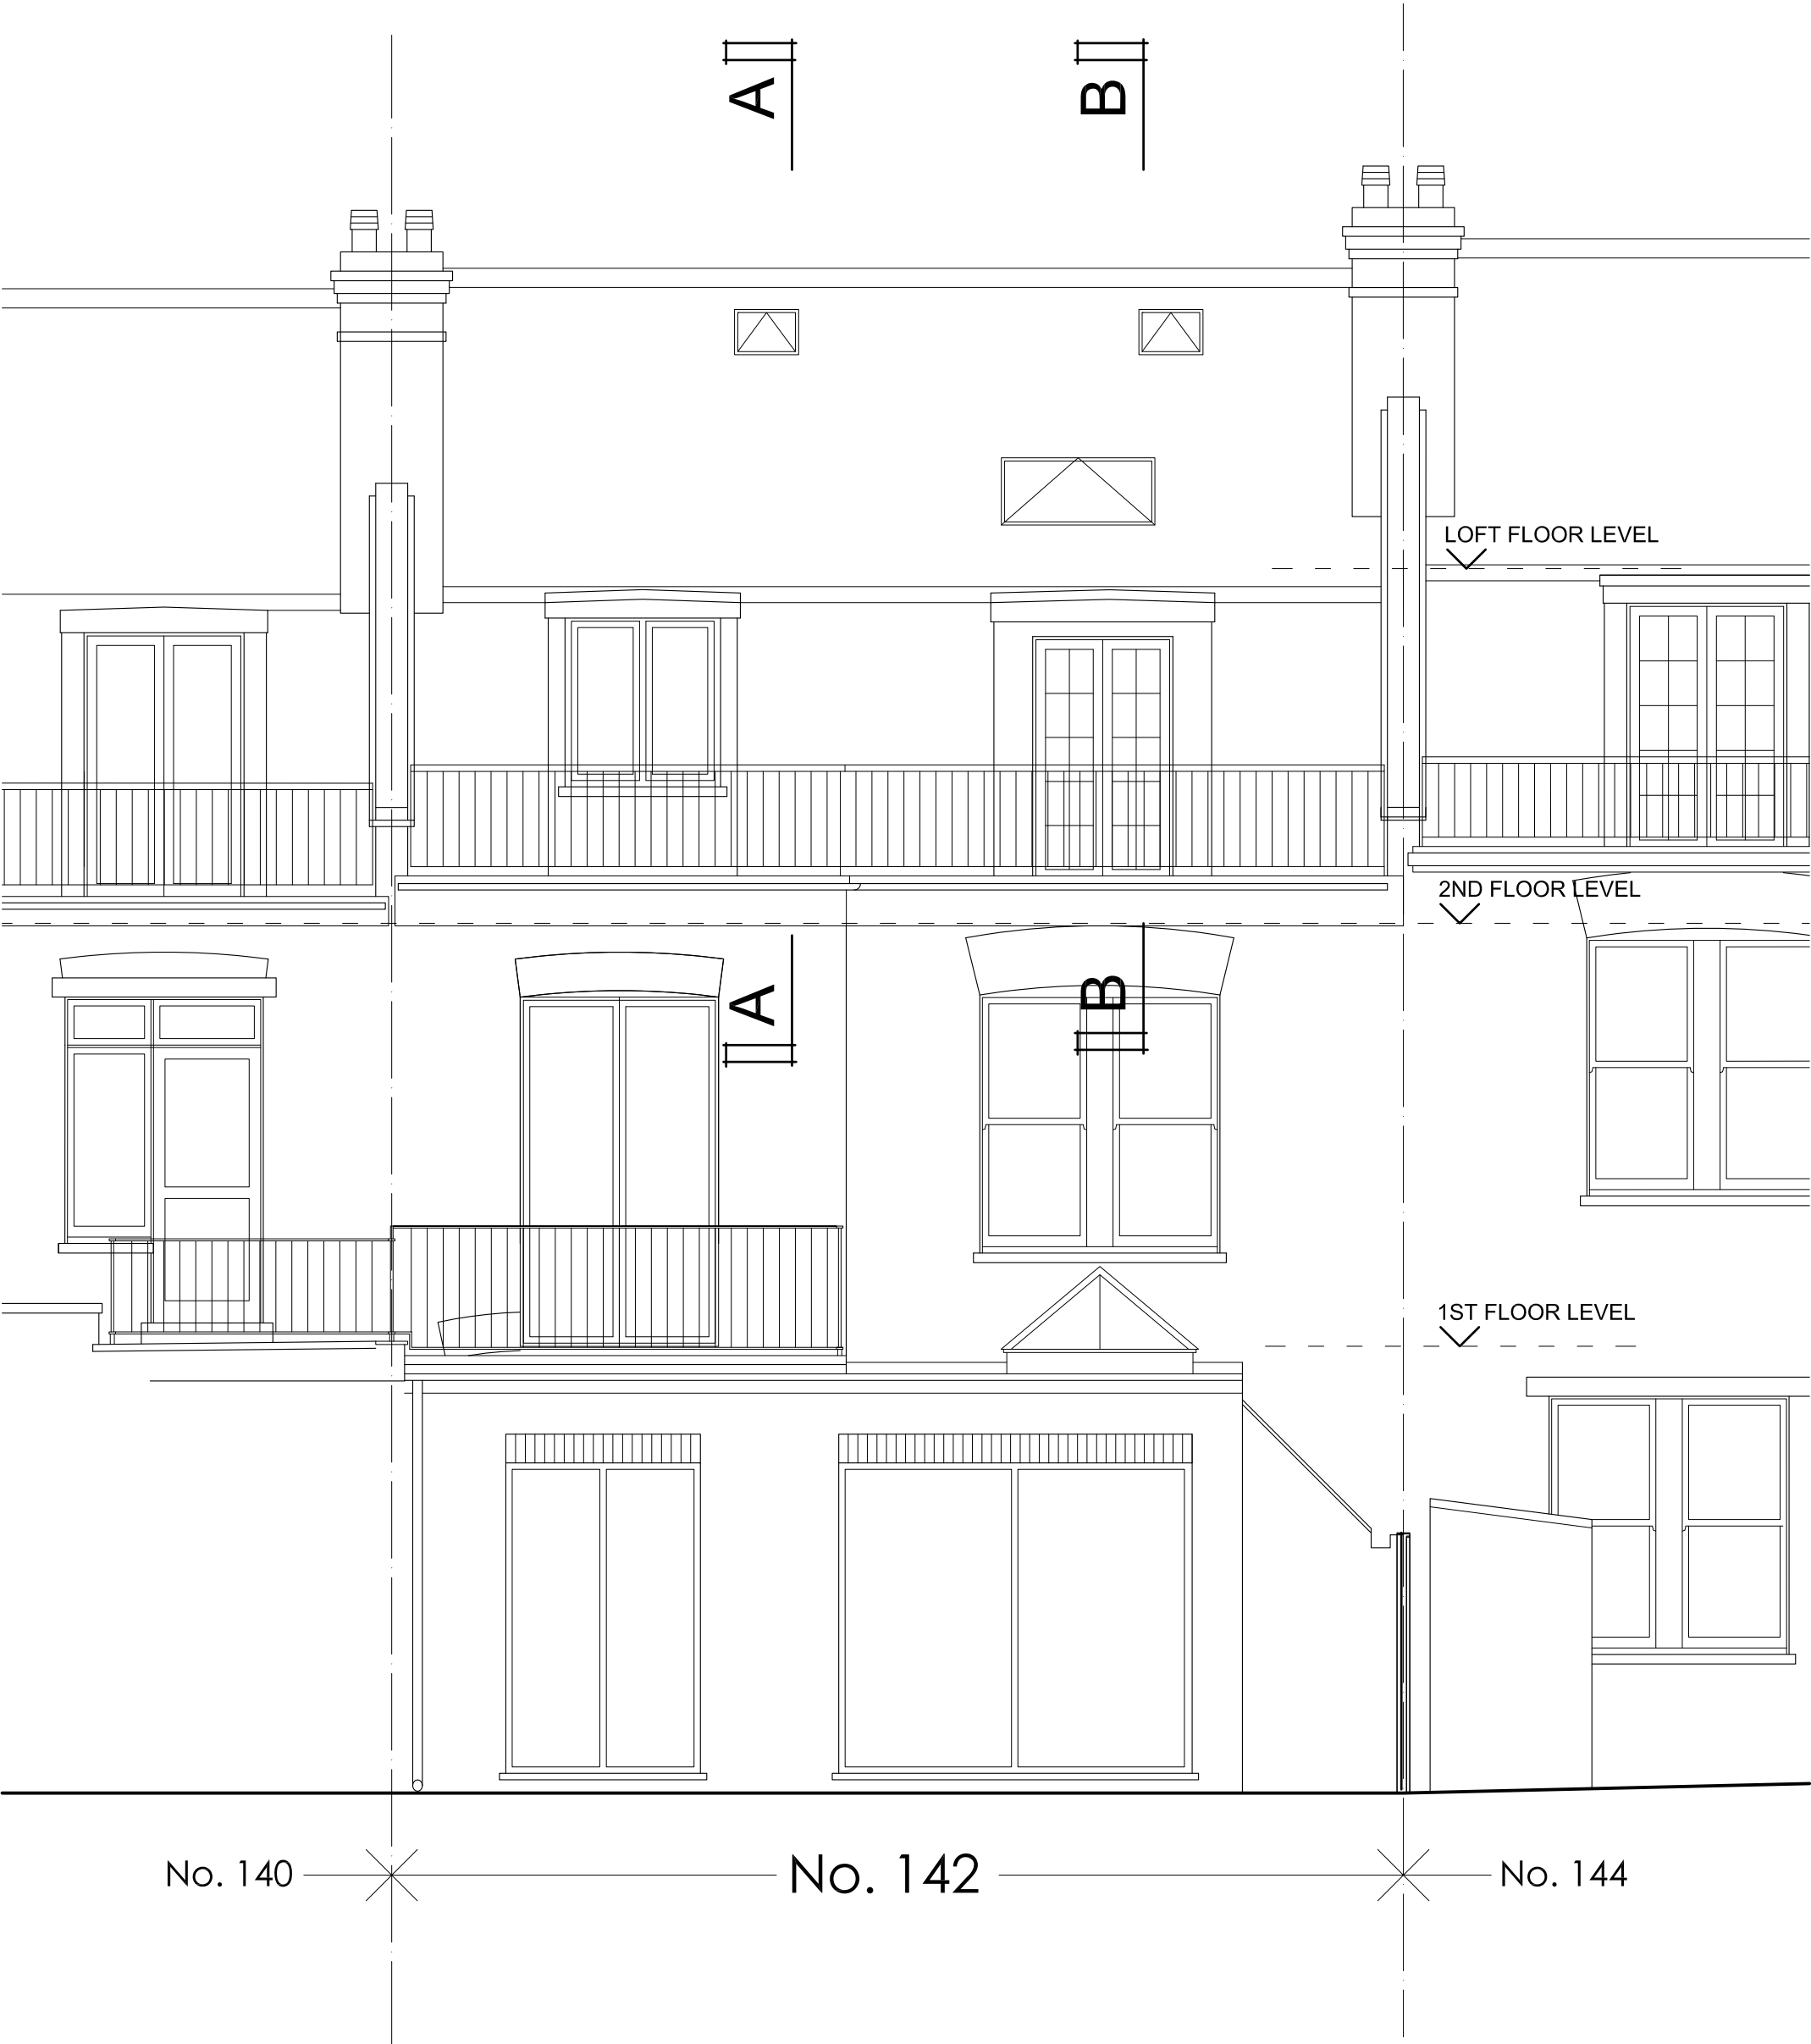 A
B
LOFT FLOOR LEVEL
2ND FLOOR LEVEL
A
B
1ST FLOOR LEVEL
No. 140
No. 142
No. 144